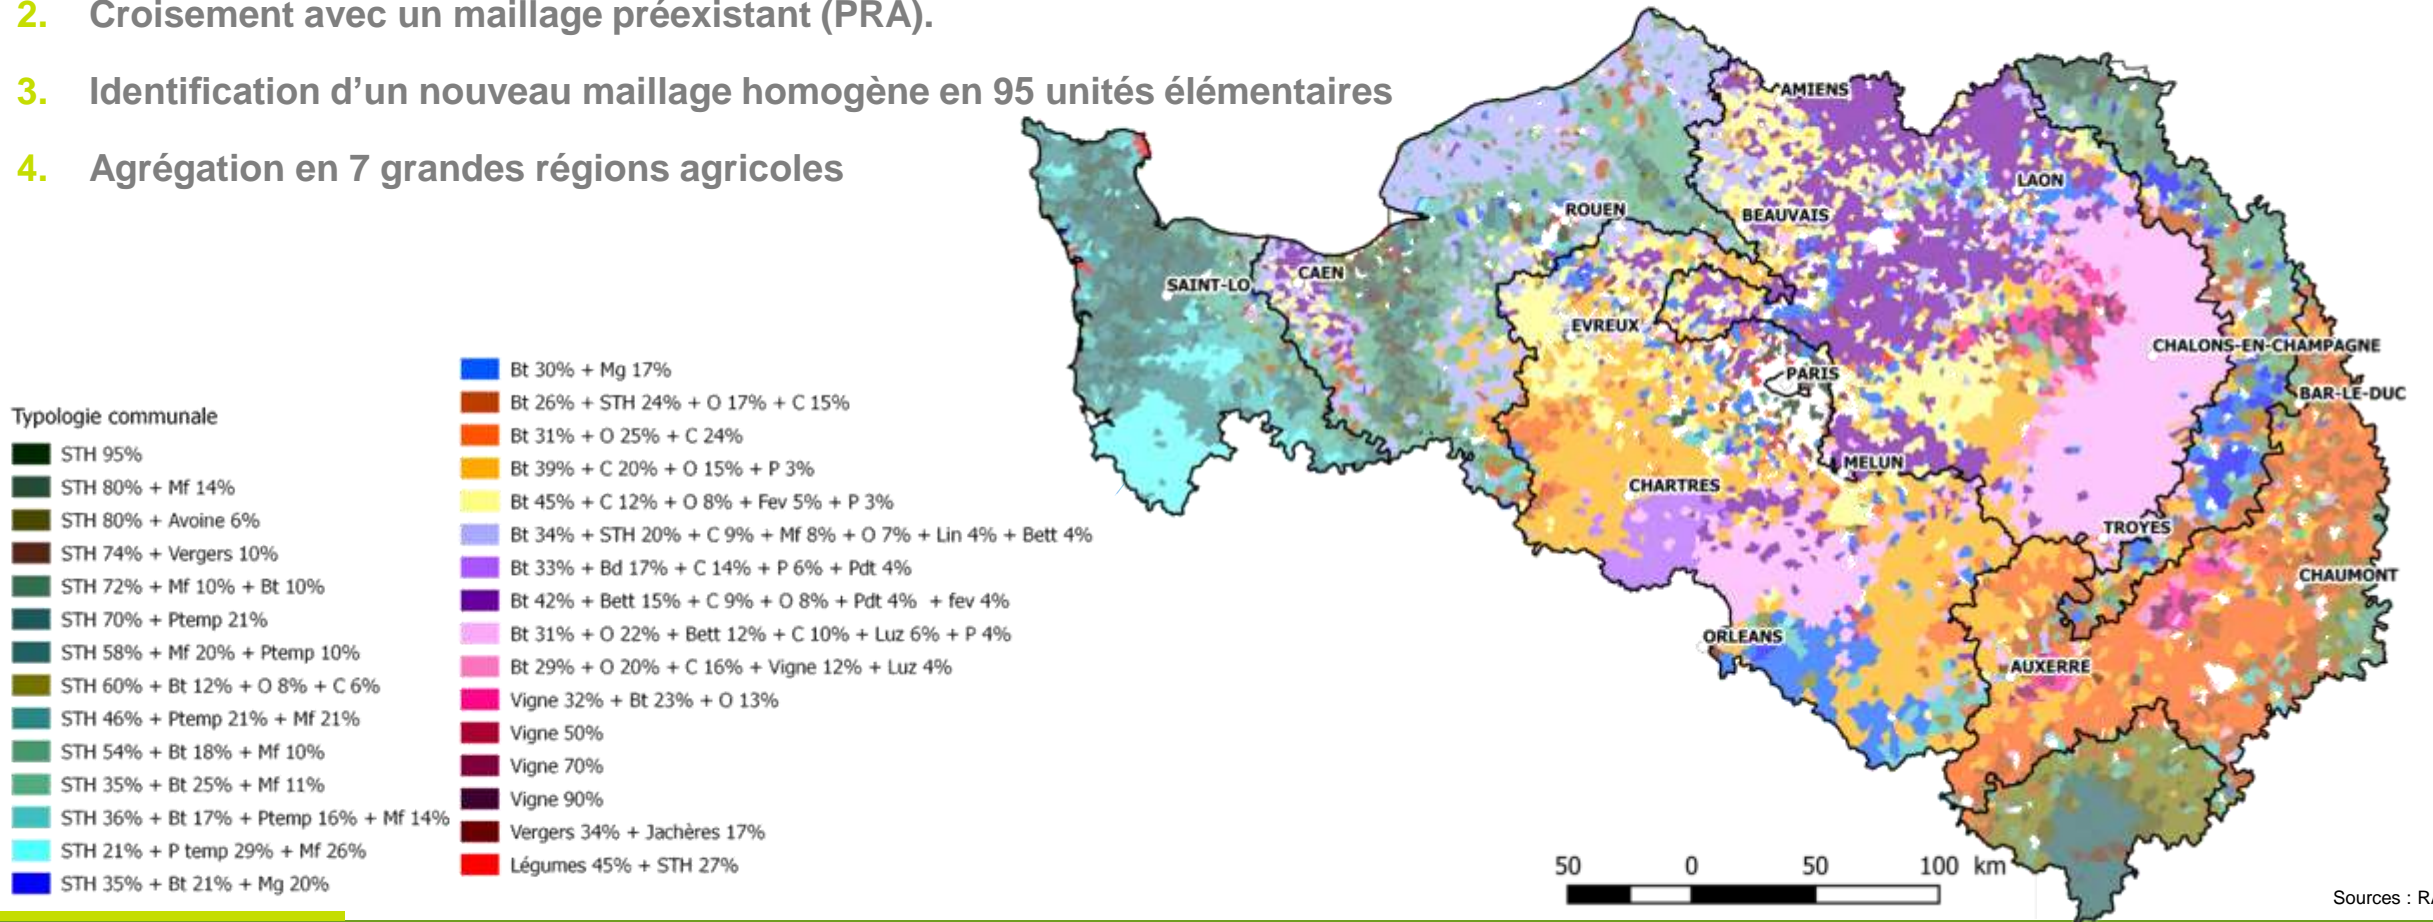 2. Croisement avec un maillage préexistant (PRA).
3. Identification d'un nouveau maillage homogène en 95 unités élémentaires
4. Agrégation en 7 grandes régions agricoles
Typologie communale
STH 95%
STH 80% + Mf 14%
STH 80% + Avoine 6%
STH 74% + Vergers 10%
STH 72% + Mf 10% + Bt 10%
STH 70% + Ptemp 21%
STH 58% + Mf 20% + Ptemp 10%
STH 60% + Bt 12% + O 8% + C 6%
STH 46% + Ptemp 21% + Mf 21%
STH 54% + Bt 18% + Mf 10%
STH 35% + Bt 25% + Mf 11%
STH 36% + Bt 17% + Ptemp 16% + Mf 14%
STH 21% + P temp 29% + Mf 26%
STH 35% + Bt 21% + Mg 20%
Bt 30% + Mg 17%
Bt 26% + STH 24% + O 17% + C 15%
Bt 31% + O 25% + C 24%
Bt 39% + C 20% + O 15% + P 3%
Bt 45% + C 12% + O 8% + Fev 5% + P 3%
Bt 34% + STH 20% + C 9% + Mf 8% + O 7% + Lin 4% + Bett 4%
Bt 33% + Bd 17% + C 14% + P 6% + Pdt 4%
Bt 42% + Bett 15% + C 9% + O 8% + Pdt 4% + fev 4%
Bt 31% + O 22% + Bett 12% + C 10% + Luz 6% + P 4%
Bt 29% + O 20% + C 16% + Vigne 12% + Luz 4%
Vigne 32% + Bt 23% + O 13%
Vigne 50%
Vigne 70%
Vigne 90%
Vergers 34% + Jachères 17%
Légumes 45% + STH 27%
AMIENS
LAON
ROUEN
BEAUVAIS
CAEN
SAINT-LO
EVREUX
CHALONS-EN-CHAMPAGNE
PARIS
BAR-LE-DUC
MELUN
CHARTRES
TROYES
CHAUMONT
ORLEANS
AUXERRE
50 0 50 100 km
Sources : R